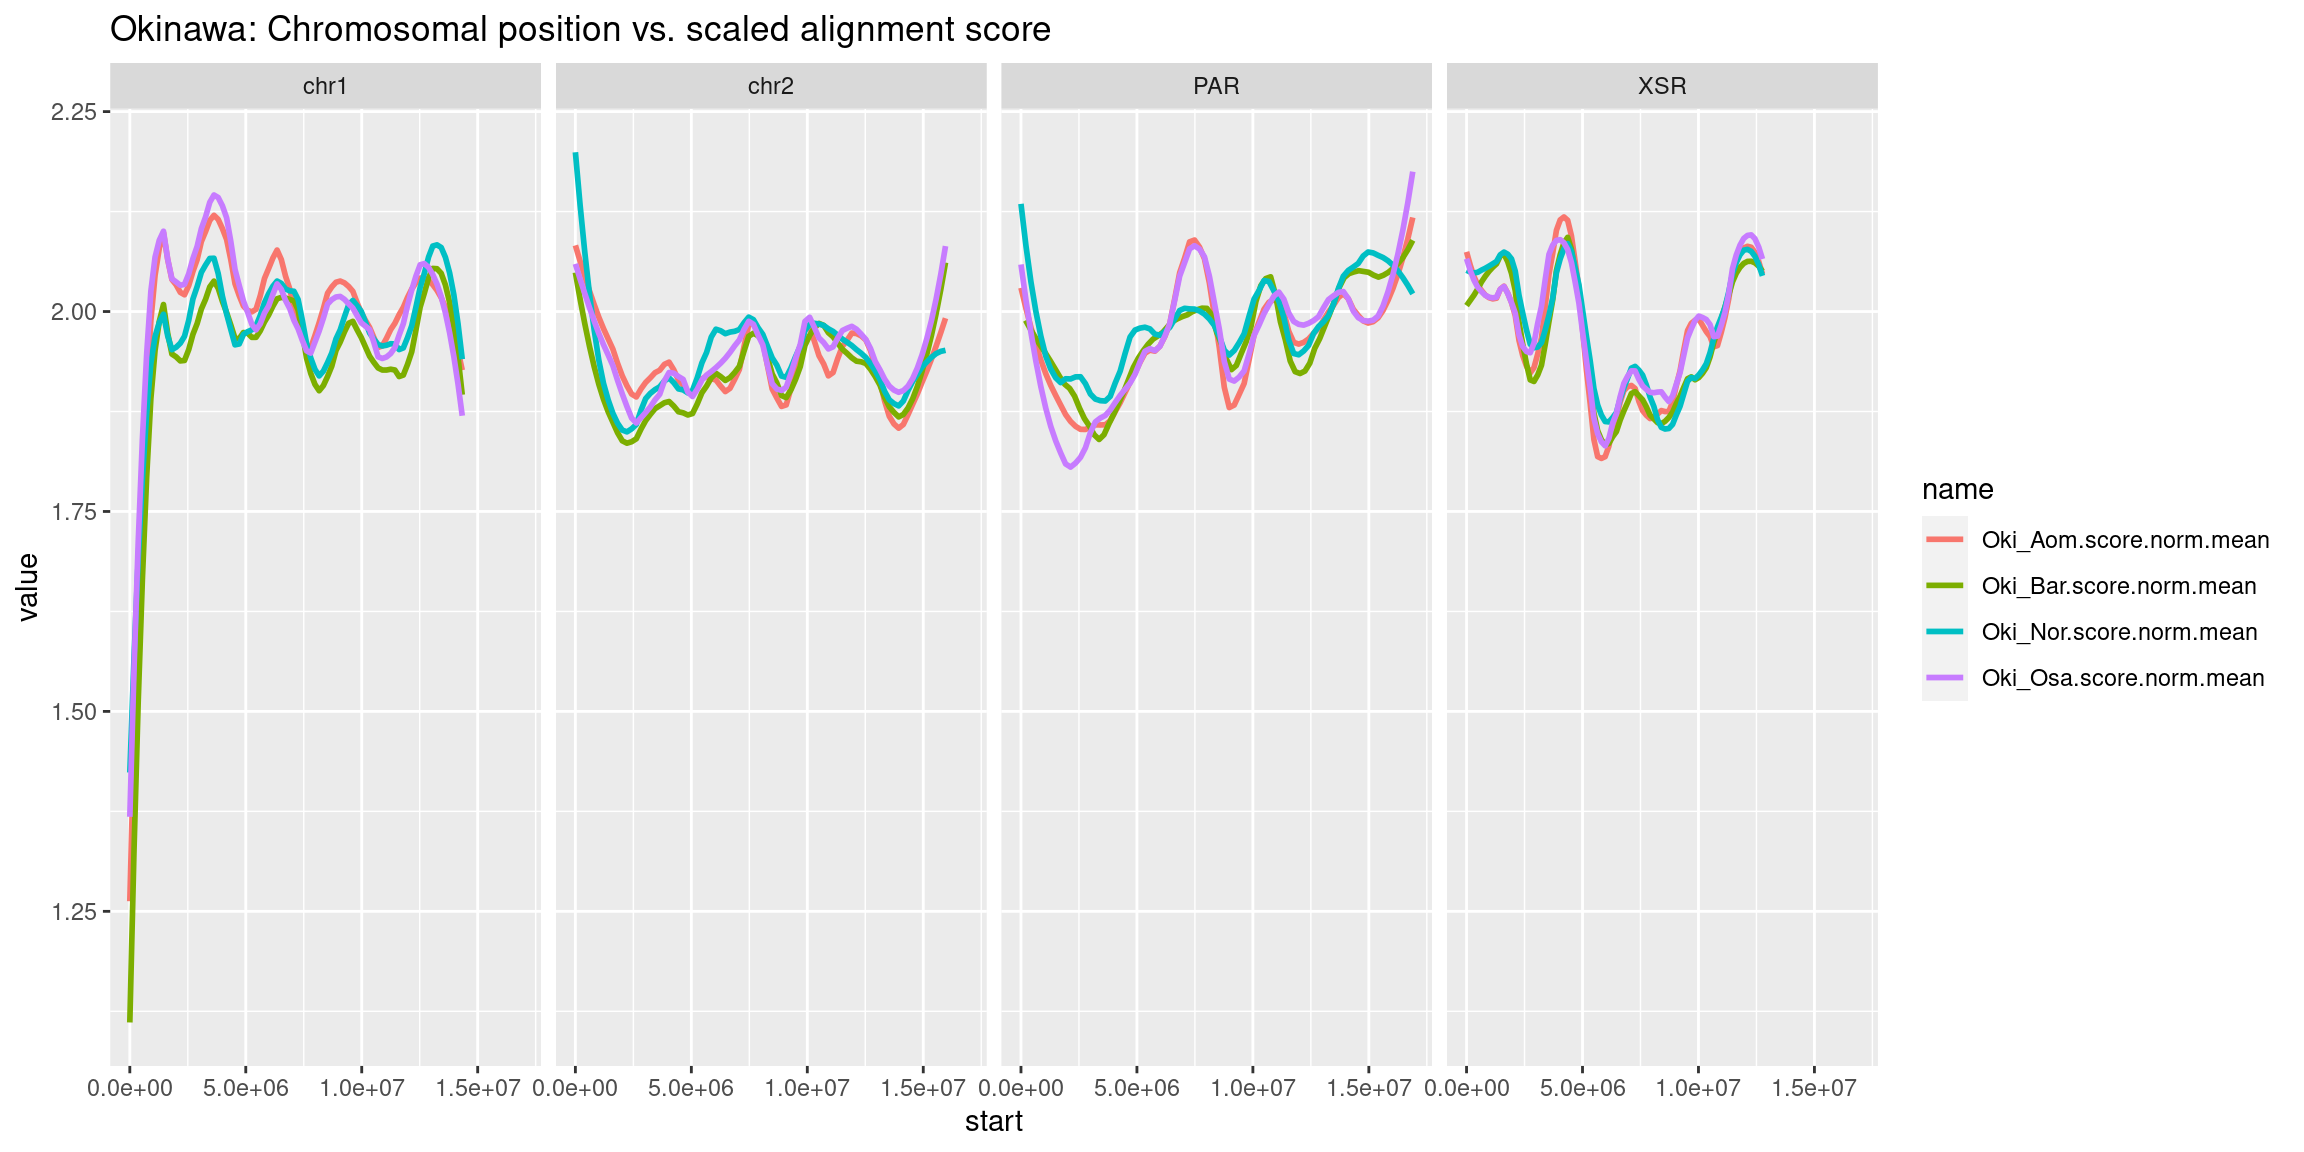 Okinawa: Chromosomal position vs. scaled alignment score
chr1 chr2 PAR XSR
2.25
2.00
1.75
1.50
1.25
value
0.0e+00 5.0e+06 1.0e+07 1.5e+07 0.0e+00 5.0e+06 1.0e+07 1.5e+07 0.0e+00 5.0e+06 1.0e+07 1.5e+07 0.0e+00 5.0e+06 1.0e+07 1.5e+07
start
name
Oki_Aom.score.norm.mean
Oki_Bar.score.norm.mean
Oki_Nor.score.norm.mean
Oki_Osa.score.norm.mean